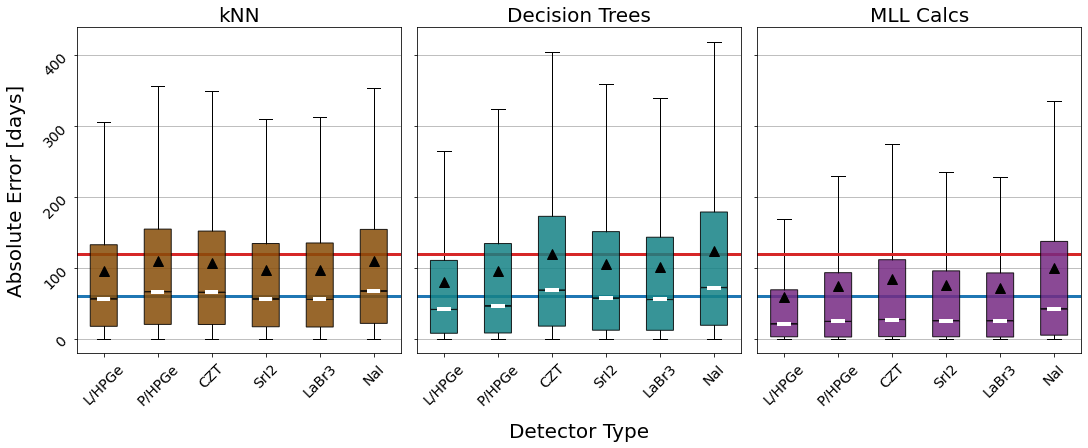 kNN
Decision Trees
MLL Calcs
Absolute Error [days]
400
300
200
100
0
L/HPGe
P/HPGe
CZT
SrI2
LaBr3
NaI
L/HPGe
P/HPGe
CZT
SrI2
LaBr3
NaI
L/HPGe
P/HPGe
CZT
SrI2
LaBr3
NaI
Detector Type